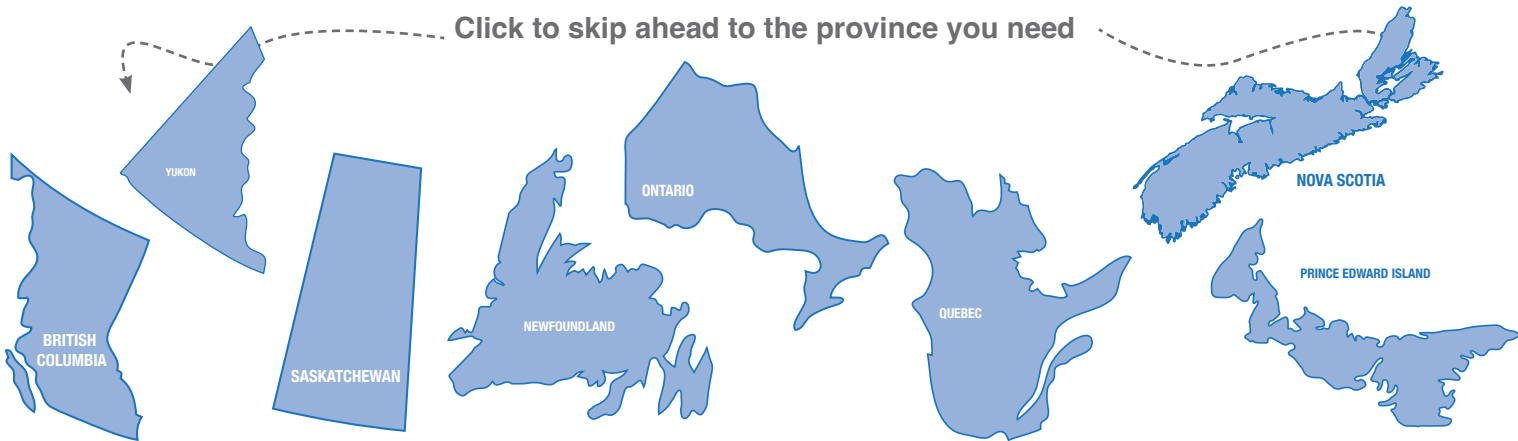 Click to skip ahead to the province you need
YUKON
BRITISH
COLUMBIA
SASKATCHEWAN
NEWFOUNDLAND
ONTARIO
QUEBEC
NOVA SCOTIA
PRINCE EDWARD ISLAND